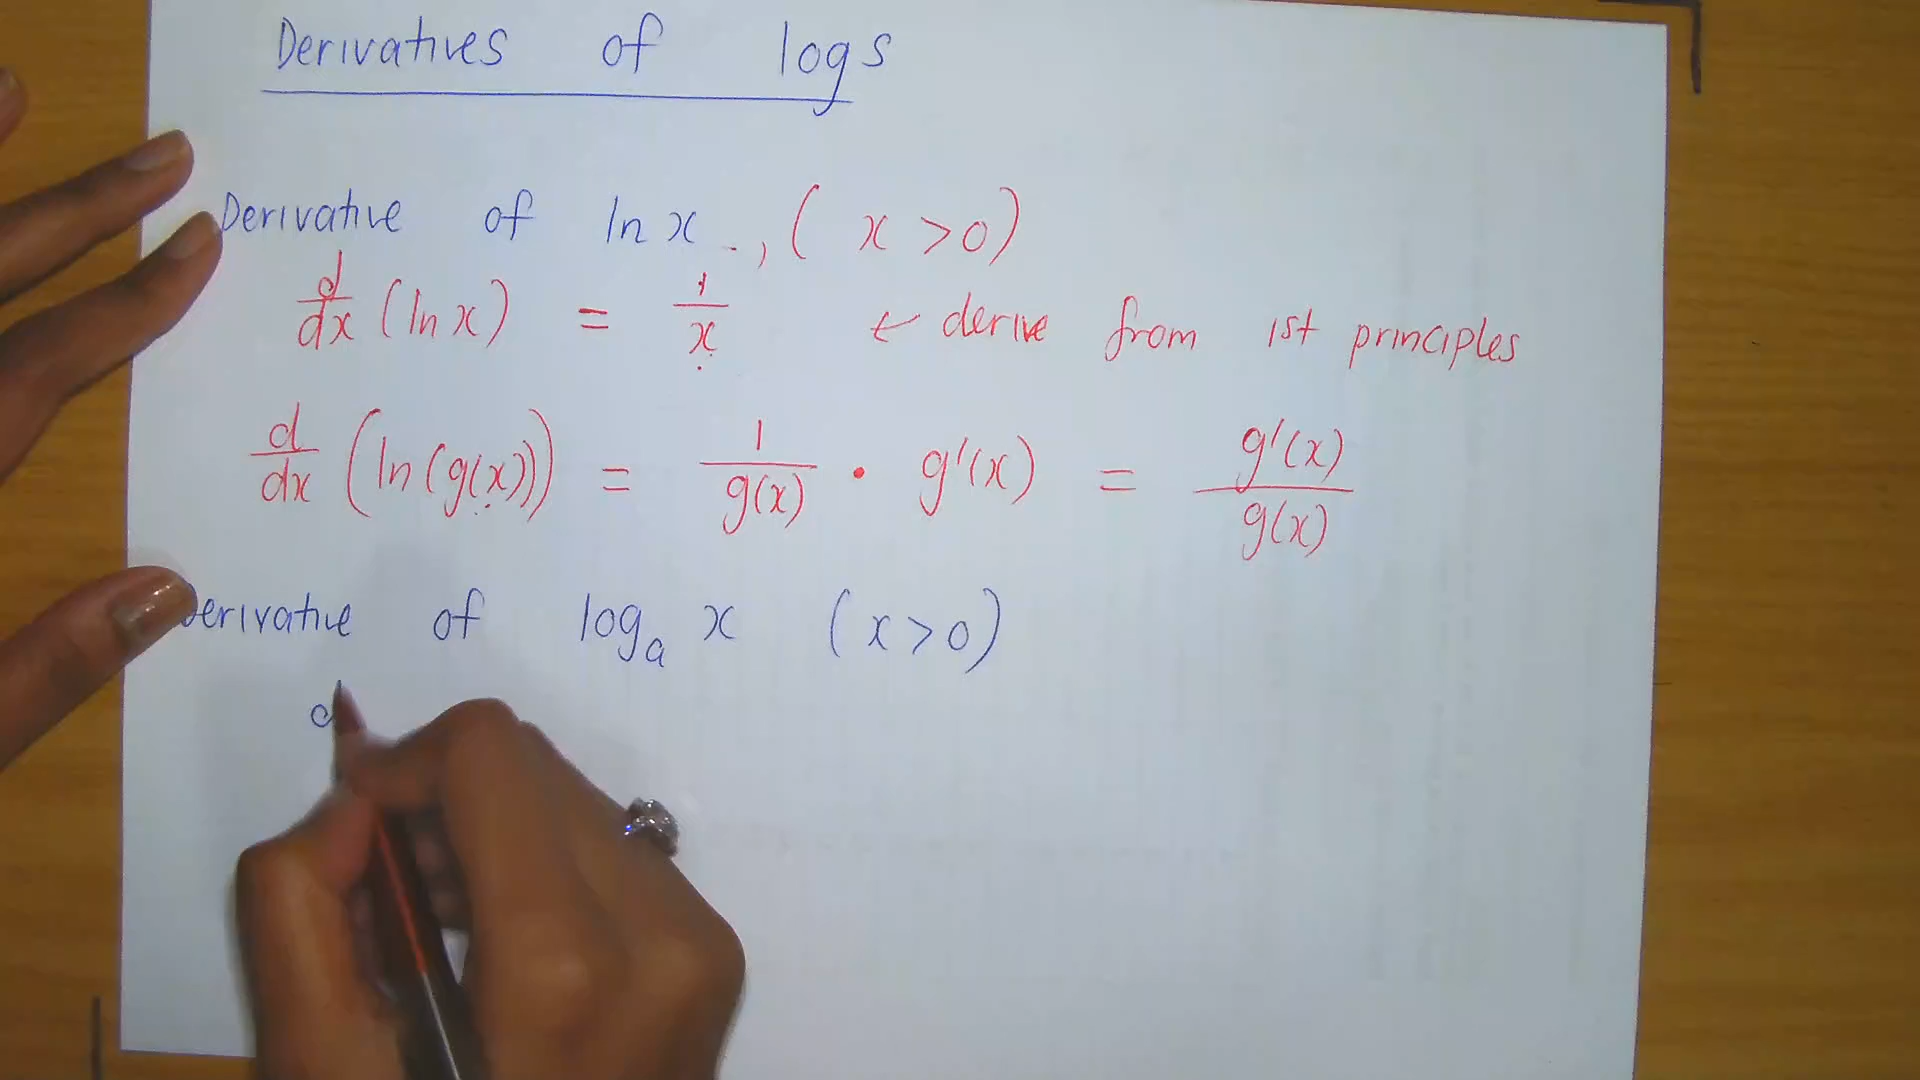 Derivatives of logs
Derivative of ln x., (x > 0)
d/dx (ln x) = 1/x ← derive from 1st principles
d/dx (ln(g(x))) = 1/g(x) · g'(x) = g'(x)/g(x)
Derivative of log_a x (x > 0)
d